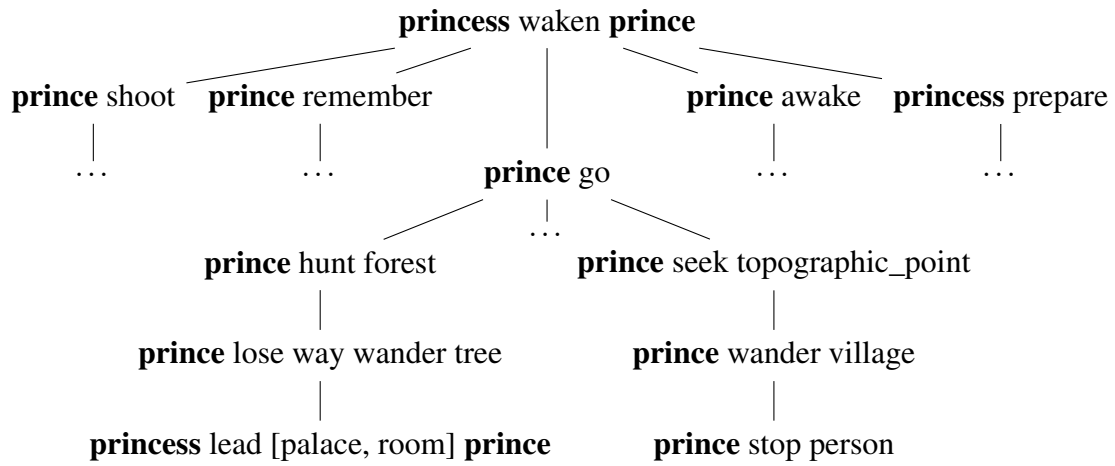 princess waken prince
prince shoot prince remember prince awake princess prepare
... ... ... ...
prince go
...
prince hunt forest prince seek topographic_point
prince lose way wander tree prince wander village
princess lead [palace, room] prince prince stop person